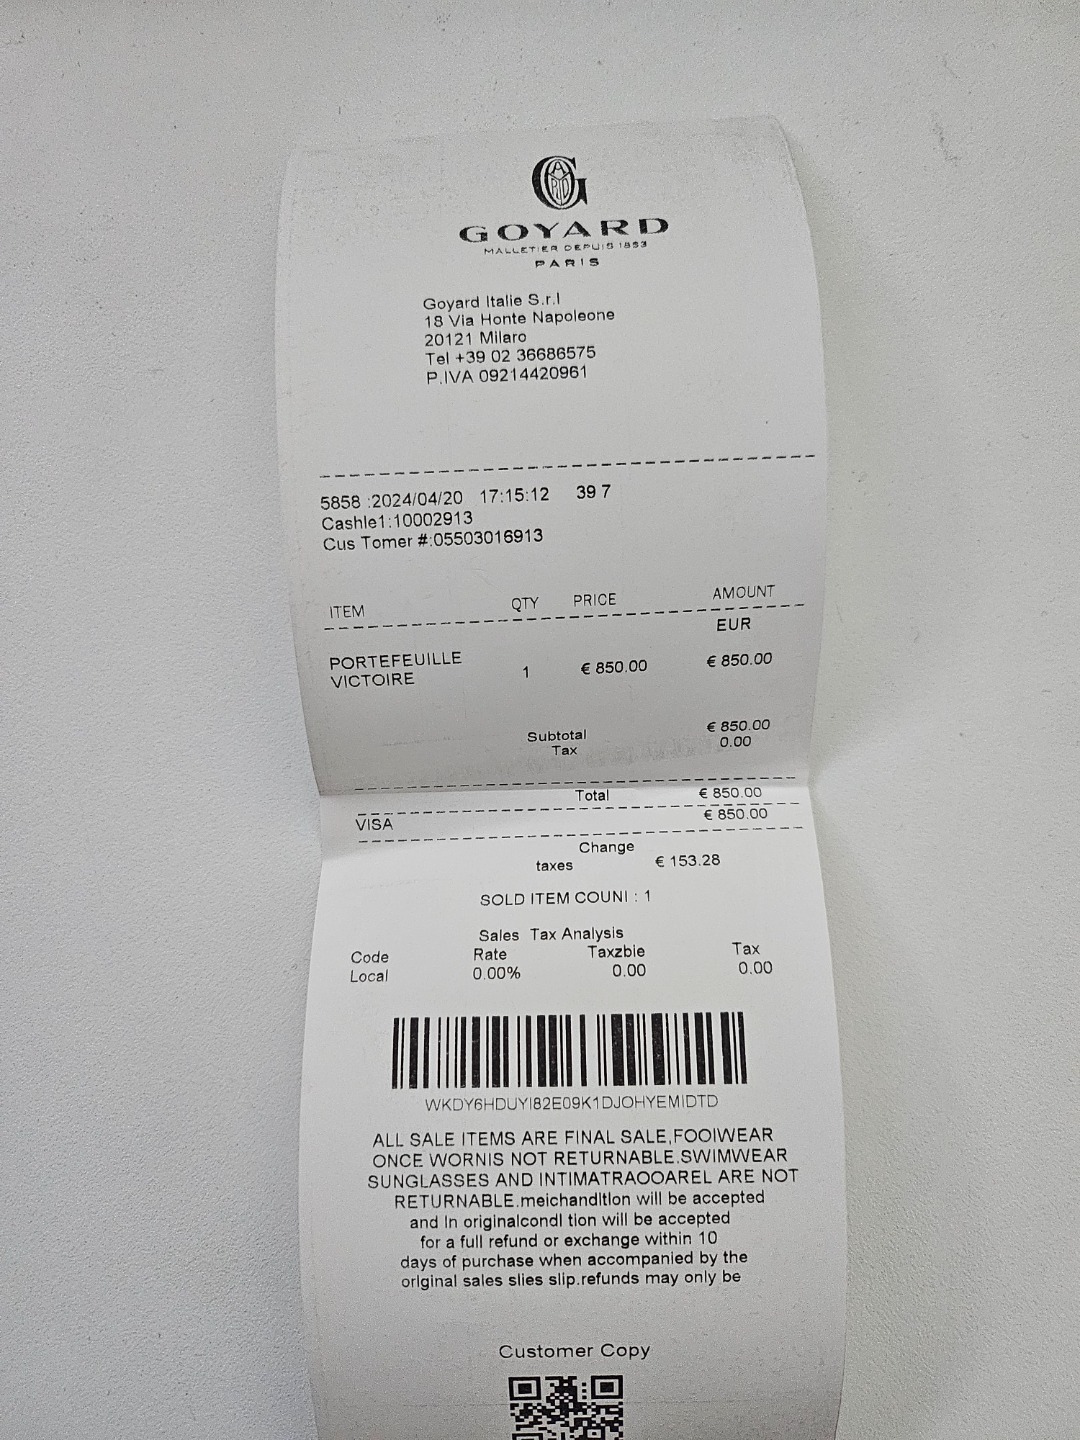 GOYARD
MALLETIER DEPUIS 1853
PARIS
Goyard Italie S.r.l
18 Via Honte Napoleone
20121 Milaro
Tel +39 02 36686575
P.IVA 09214420961
5858 :2024/04/20 17:15:12 39 7
Cashle1:10002913
Cus Tomer #:05503016913
ITEM QTY PRICE AMOUNT
EUR
PORTEFEUILLE
VICTOIRE 1 € 850.00 € 850.00
Subtotal € 850.00
Tax 0.00
Total € 850.00
VISA € 850.00
Change
taxes € 153.28
SOLD ITEM COUNI : 1
Sales Tax Analysis
Code Rate Taxzbie Tax
Local 0.00% 0.00 0.00
WKDY6HDUYI82E09K1DJOHYEMIDTD
ALL SALE ITEMS ARE FINAL SALE,FOOIWEAR
ONCE WORNIS NOT RETURNABLE.SWIMWEAR
SUNGLASSES AND INTIMATRAOOAREL ARE NOT
RETURNABLE.meichanditlon will be accepted
and In originalcondl tion will be accepted
for a full refund or exchange within 10
days of purchase when accompanied by the
orlginal sales slies slip.refunds may only be
Customer Copy